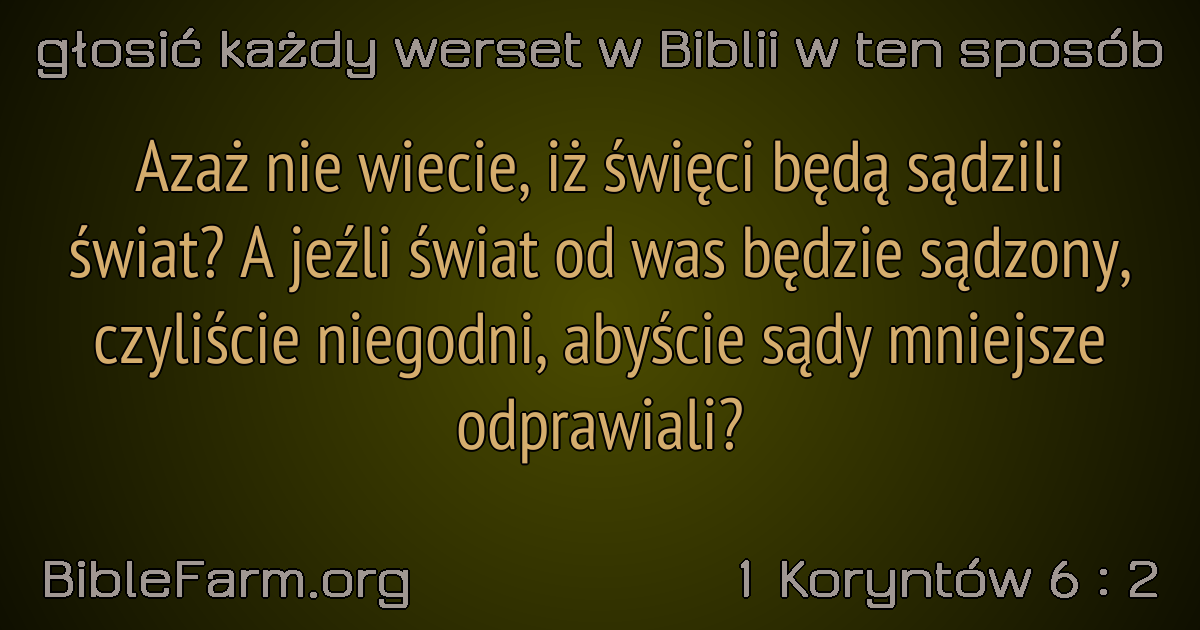 głosić każdy werset w Biblii w ten sposób
Azaż nie wiecie, iż święci będą sądzili
świat? A jeźli świat od was będzie sądzony,
czyliście niegodni, abyście sądy mniejsze
odprawiali?
BibleFarm.org
1 Koryntów 6 : 2